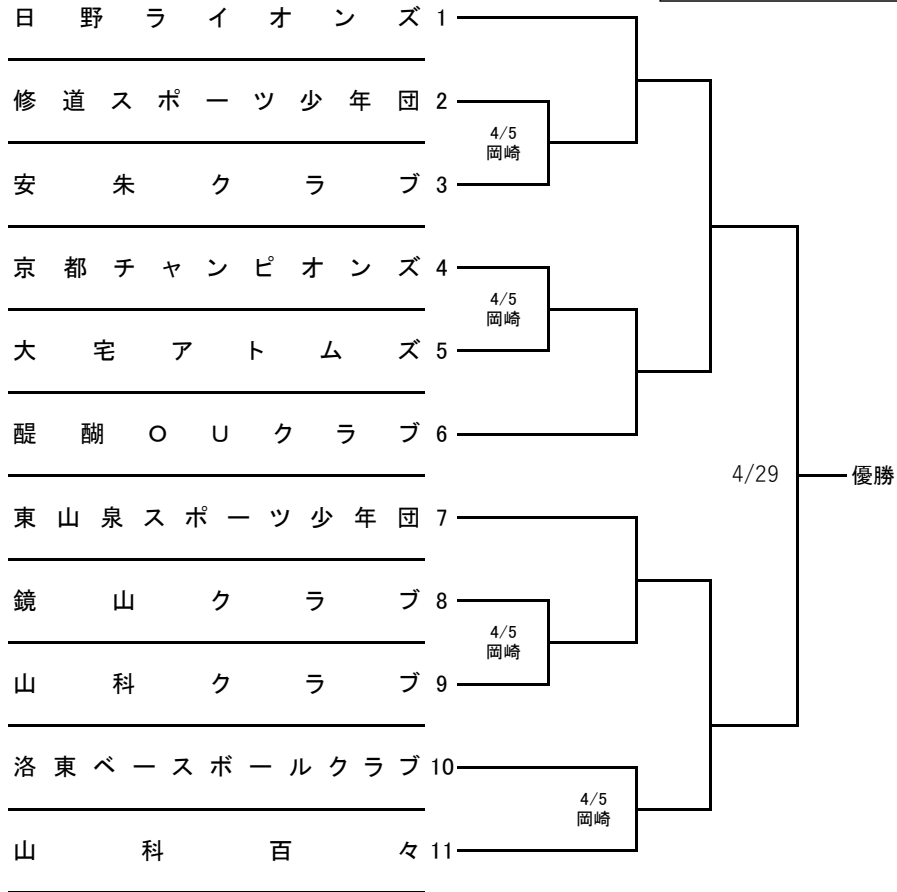 日野ライオンズ 1
修道スポーツ少年団 2
4/5
岡崎
安朱クラブ 3
京都チャンピオンズ 4
4/5
岡崎
大宅アトムズ 5
醍醐OUクラブ 6
4/29
優勝
東山泉スポーツ少年団 7
鏡山クラブ 8
4/5
岡崎
山科クラブ 9
洛東ベースボールクラブ 10
4/5
岡崎
山科百々 11